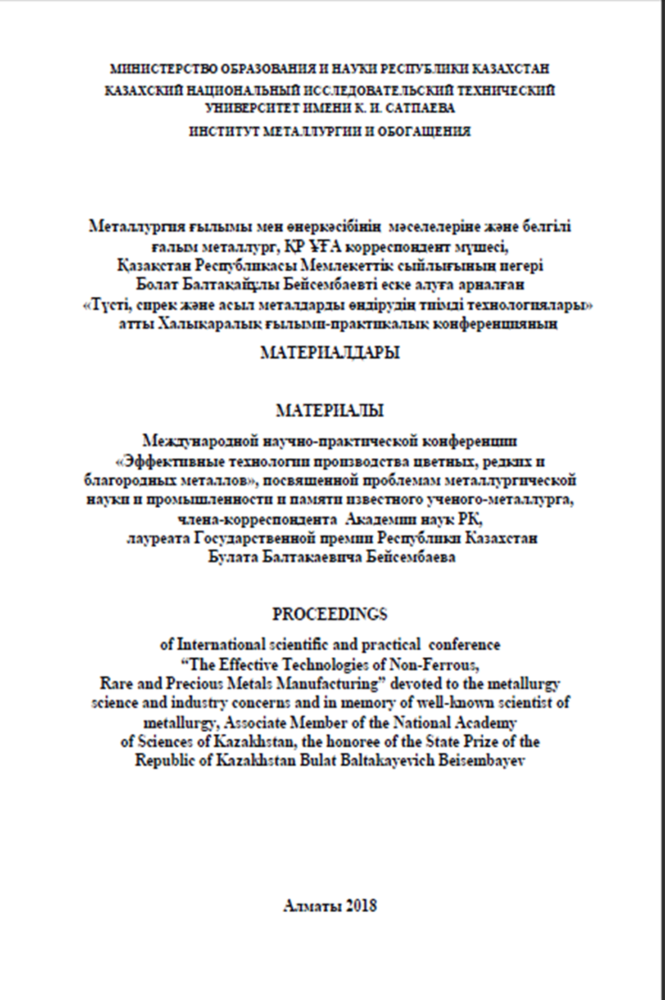 МИНИСТЕРСТВО ОБРАЗОВАНИЯ И НАУКИ РЕСПУБЛИКИ КАЗАХСТАН
КАЗАХСКИЙ НАЦИОНАЛЬНЫЙ ИССЛЕДОВАТЕЛЬСКИЙ ТЕХНИЧЕСКИЙ
УНИВЕРСИТЕТ ИМЕНИ К. И. САТПАЕВА
ИНСТИТУТ МЕТАЛЛУРГИИ И ОБОГАЩЕНИЯ
Металлургия ғылымы мен өнеркәсібінің мәселелеріне және белгілі
ғалым металлург, ҚР ҰҒА корреспондент мүшесі,
Қазақстан Республикасы Мемлекеттік сыйлығының иегері
Болат Балтақайұлы Бейсембаевті еске алуға арналған
«Түсті, сирек және асыл металдарды өндірудің тиімді технологиялары»
атты Халықаралық ғылыми-практикалық конференцияның
МАТЕРИАЛДАРЫ
МАТЕРИАЛЫ
Международной научно-практической конференции
«Эффективные технологии производства цветных, редких и
благородных металлов», посвященной проблемам металлургической
науки и промышленности и памяти известного ученого-металлурга,
члена-корреспондента Академии наук РК,
лауреата Государственной премии Республики Казахстан
Булата Балтакаевича Бейсембаева
PROCEEDINGS
of International scientific and practical conference
“The Effective Technologies of Non-Ferrous,
Rare and Precious Metals Manufacturing” devoted to the metallurgy
science and industry concerns and in memory of well-known scientist of
metallurgy, Associate Member of the National Academy
of Sciences of Kazakhstan, the honoree of the State Prize of the
Republic of Kazakhstan Bulat Baltakayevich Beisembayev
Алматы 2018